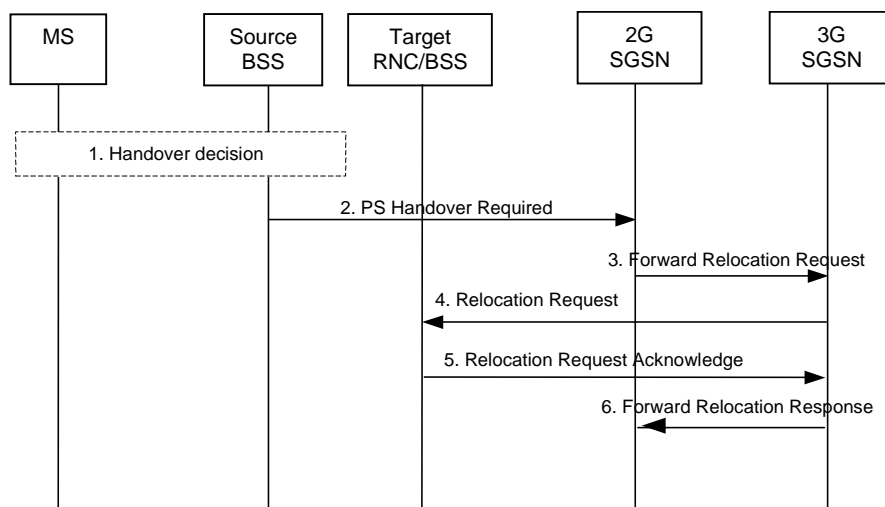 MS
Source
BSS
Target
RNC/BSS
2G
SGSN
3G
SGSN
1. Handover decision
2. PS Handover Required
3. Forward Relocation Request
4. Relocation Request
5. Relocation Request Acknowledge
6. Forward Relocation Response